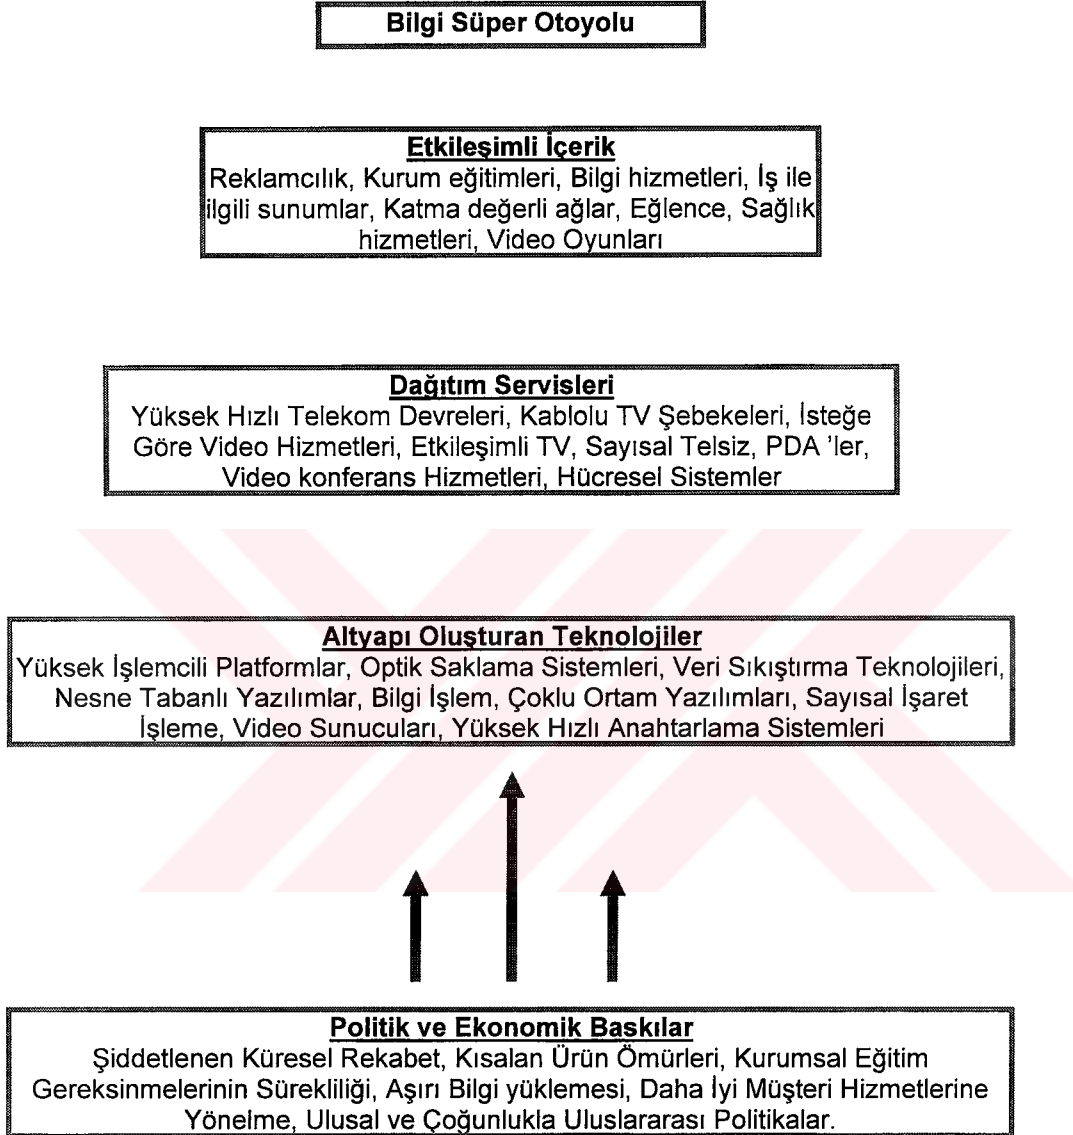 Bilgi Süper Otoyolu
Etkileşimli İçerik
Reklamcılık, Kurum eğitimleri, Bilgi hizmetleri, İş ile
ilgili sunumlar, Katma değerli ağlar, Eğlence, Sağlık
hizmetleri, Video Oyunları
Dağıtım Servisleri
Yüksek Hızlı Telekom Devreleri, Kablolu TV Şebekeleri, İsteğe
Göre Video Hizmetleri, Etkileşimli TV, Sayısal Telsiz, PDA 'ler,
Video konferans Hizmetleri, Hücresel Sistemler
Altyapı Oluşturan Teknolojiler
Yüksek İşlemcili Platformlar, Optik Saklama Sistemleri, Veri Sıkıştırma Teknolojileri,
Nesne Tabanlı Yazılımlar, Bilgi İşlem, Çoklu Ortam Yazılımları, Sayısal İşaret
İşleme, Video Sunucuları, Yüksek Hızlı Anahtarlama Sistemleri
Politik ve Ekonomik Baskılar
Şiddetlenen Küresel Rekabet, Kısalan Ürün Ömürleri, Kurumsal Eğitim
Gereksinmelerinin Sürekliliği, Aşırı Bilgi yüklemesi, Daha İyi Müşteri Hizmetlerine
Yönelme, Ulusal ve Çoğunlukla Uluslararası Politikalar.